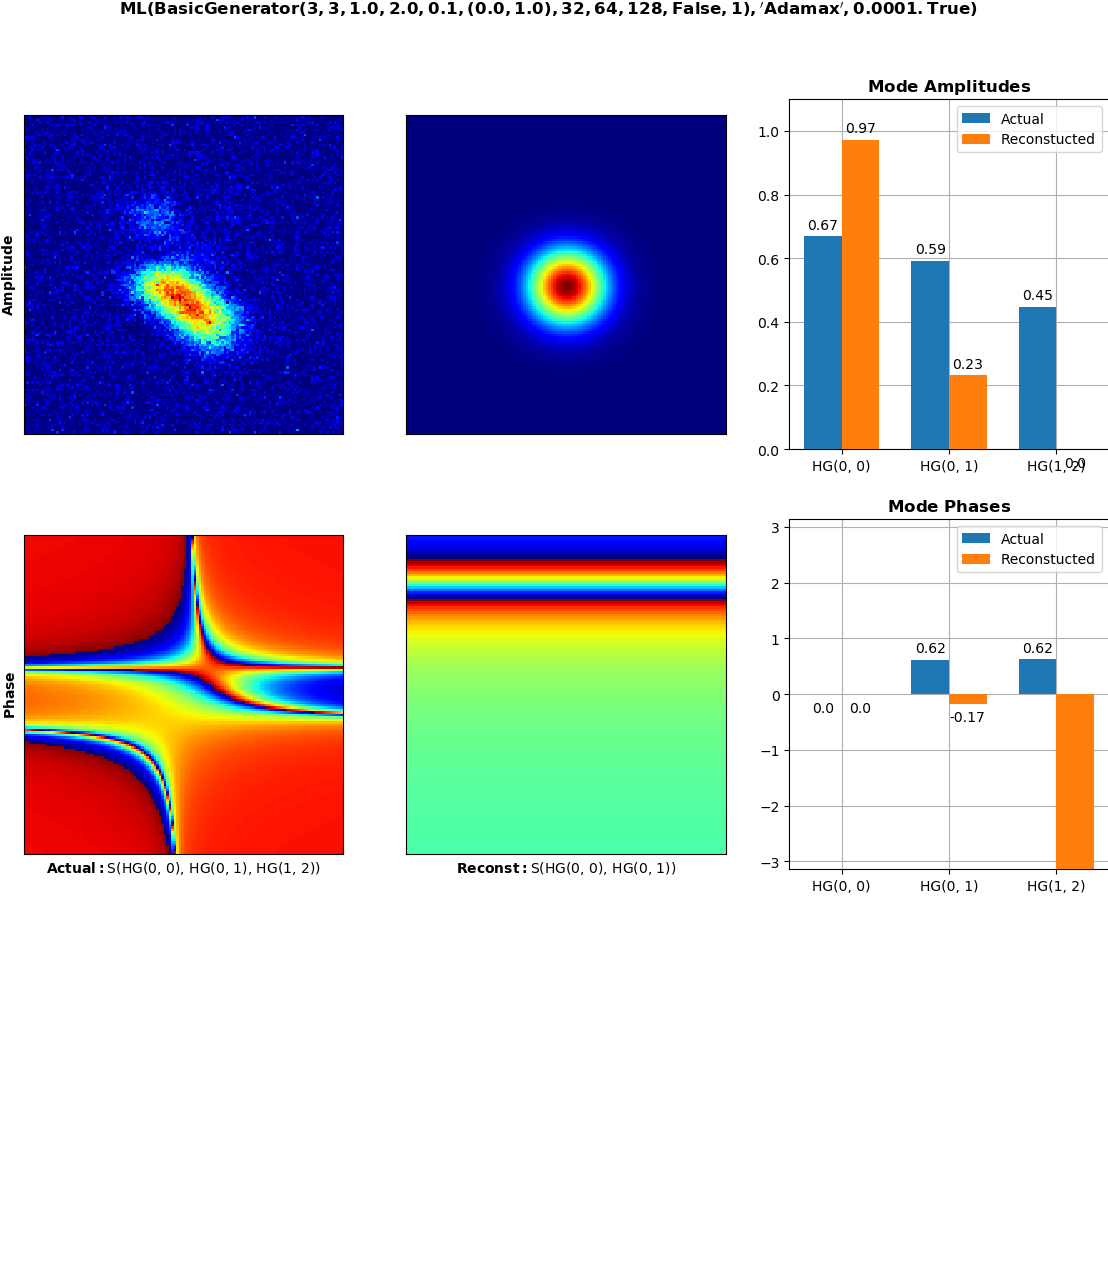 ML(BasicGenerator(3, 3, 1.0, 2.0, 0.1, (0.0, 1.0), 32, 64, 128, False, 1), 'Adamax', 0.0001. True)
Amplitude
Mode Amplitudes
Actual
Reconstucted
1.0
0.8
0.6
0.4
0.2
0.0
0.67
0.97
0.59
0.23
0.45
0.0
HG(0, 0)
HG(0, 1)
HG(1, 2)
Phase
Actual: S(HG(0, 0), HG(0, 1), HG(1, 2))
Reconst: S(HG(0, 0), HG(0, 1))
Mode Phases
Actual
Reconstucted
3
2
1
0
−1
−2
−3
0.0
0.0
0.62
-0.17
0.62
HG(0, 0)
HG(0, 1)
HG(1, 2)